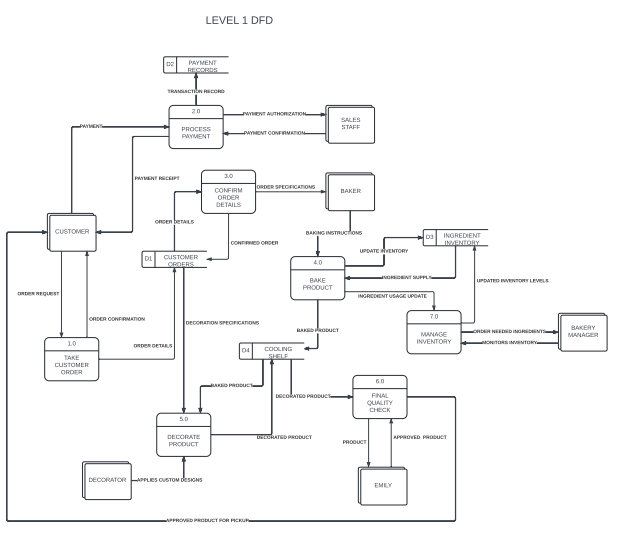 LEVEL 1 DFD
D2
PAYMENT
RECORDS
TRANSACTION RECORD
2.0
PROCESS
PAYMENT
PAYMENT AUTHORIZATION
PAYMENT CONFIRMATION
SALES
STAFF
PAYMENT
PAYMENT RECEIPT
3.0
CONFIRM
ORDER
DETAILS
ORDER SPECIFICATIONS
BAKER
ORDER DETAILS
CUSTOMER
CONFIRMED ORDER
BAKING INSTRUCTIONS
D3
INGREDIENT
INVENTORY
UPDATE INVENTORY
D1
CUSTOMER
ORDERS
4.0
BAKE
PRODUCT
INGREDIENT SUPPLY
UPDATED INVENTORY LEVELS
ORDER REQUEST
INGREDIENT USAGE UPDATE
ORDER CONFIRMATION
DECORATION SPECIFICATIONS
BAKED PRODUCT
7.0
MANAGE
INVENTORY
ORDER NEEDED INGREDIENTS
MONITORS INVENTORY
BAKERY
MANAGER
1.0
TAKE
CUSTOMER
ORDER
ORDER DETAILS
D4
COOLING
SHELF
BAKED PRODUCT
DECORATED PRODUCT
6.0
FINAL
QUALITY
CHECK
5.0
DECORATE
PRODUCT
DECORATED PRODUCT
PRODUCT
APPROVED PRODUCT
DECORATOR
APPLIES CUSTOM DESIGNS
EMILY
APPROVED PRODUCT FOR PICKUP